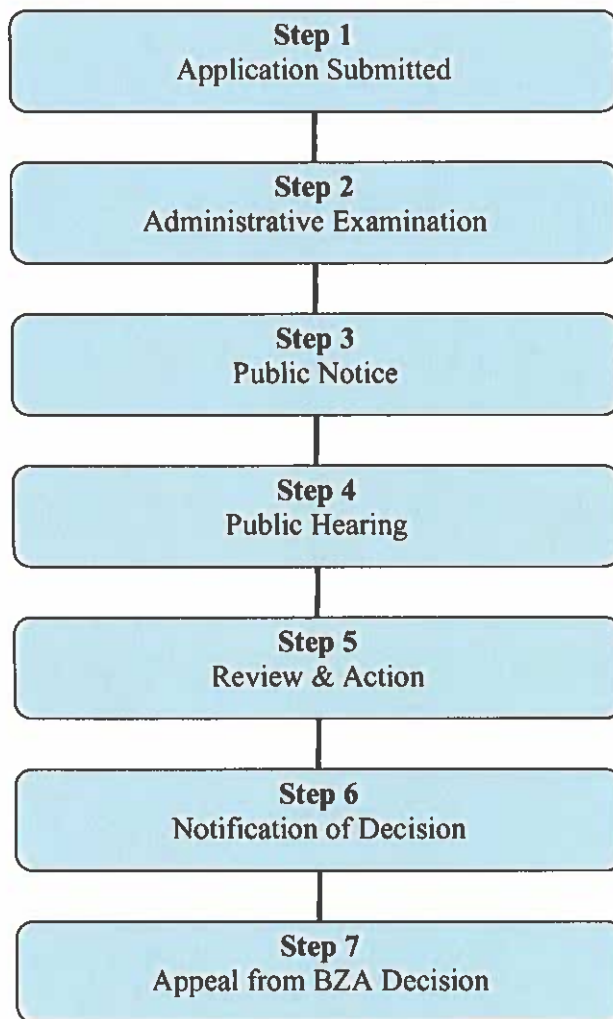 Step 1
Application Submitted
Step 2
Administrative Examination
Step 3
Public Notice
Step 4
Public Hearing
Step 5
Review & Action
Step 6
Notification of Decision
Step 7
Appeal from BZA Decision